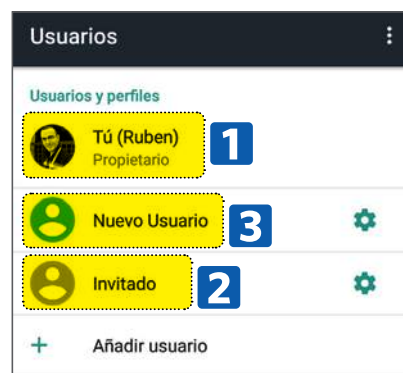 Usuarios
Usuarios y perfiles
Tú (Ruben)
Propietario
1
Nuevo Usuario
3
Invitado
2
+ Añadir usuario